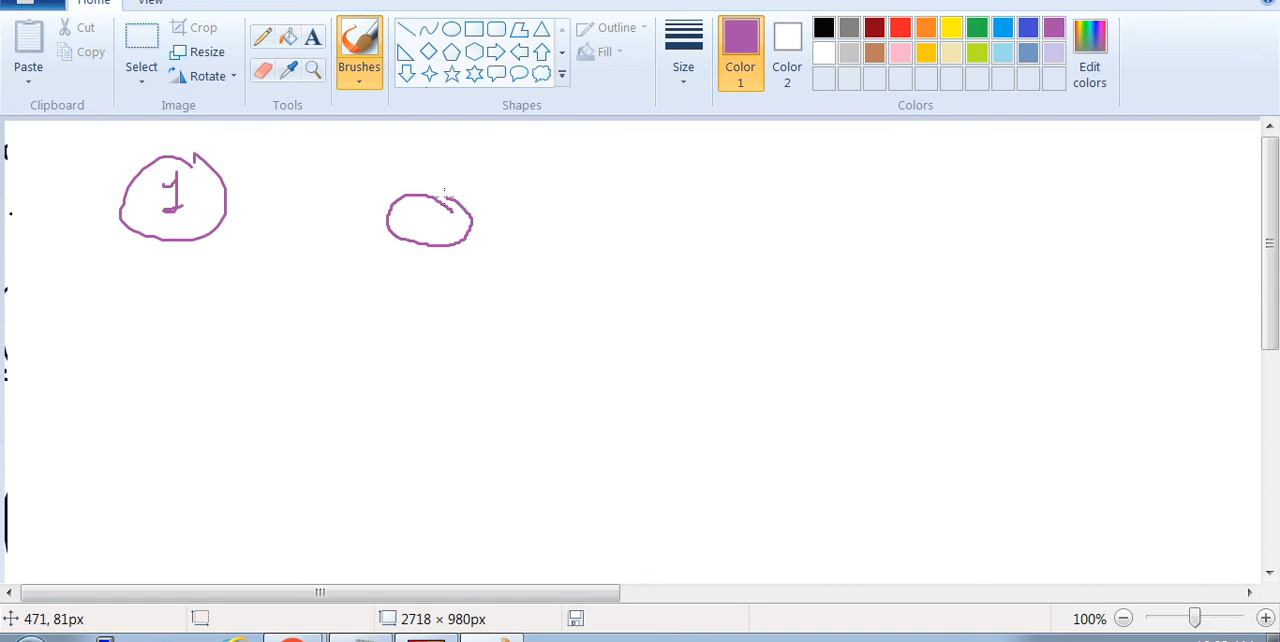 Home View
Cut
Copy
Paste
Clipboard
Crop
Resize
Rotate
Select
Image
A
Tools
Brushes
Outline
Fill
Shapes
Size
Color 1
Color 2
Edit colors
Colors
1
471, 81px
2718 × 980px
100%